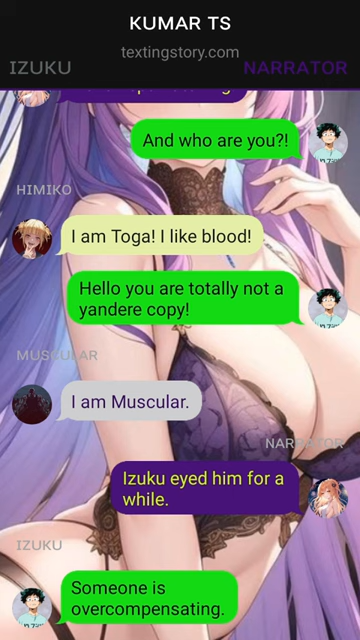 KUMAR TS
textingstory.com
IZUKU
NARRATOR
And who are you?!
HIMIKO
I am Toga! I like blood!
Hello you are totally not a
yandere copy!
MUSCULAR
I am Muscular.
NARRATOR
Izuku eyed him for a
while.
IZUKU
Someone is
overcompensating.